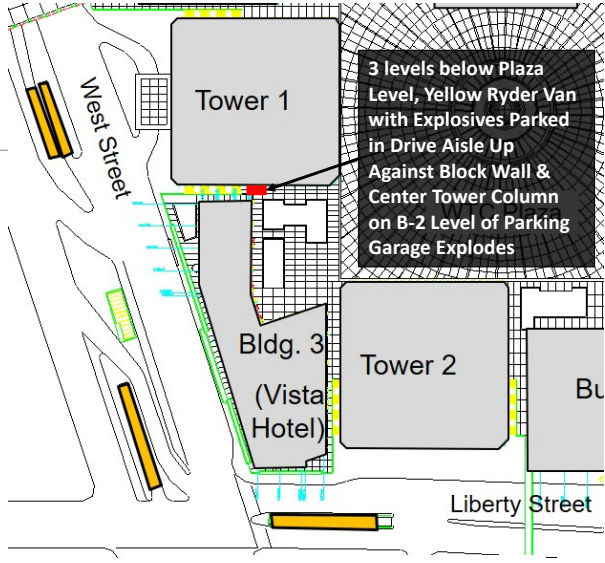 Tower 1
West Street
3 levels below Plaza
Level, Yellow Ryder Van
with Explosives Parked
in Drive Aisle Up
Against Block Wall &
Center Tower Column
on B-2 Level of Parking
Garage Explodes
Bldg. 3
(Vista
Hotel)
Tower 2
Bu
Liberty Street